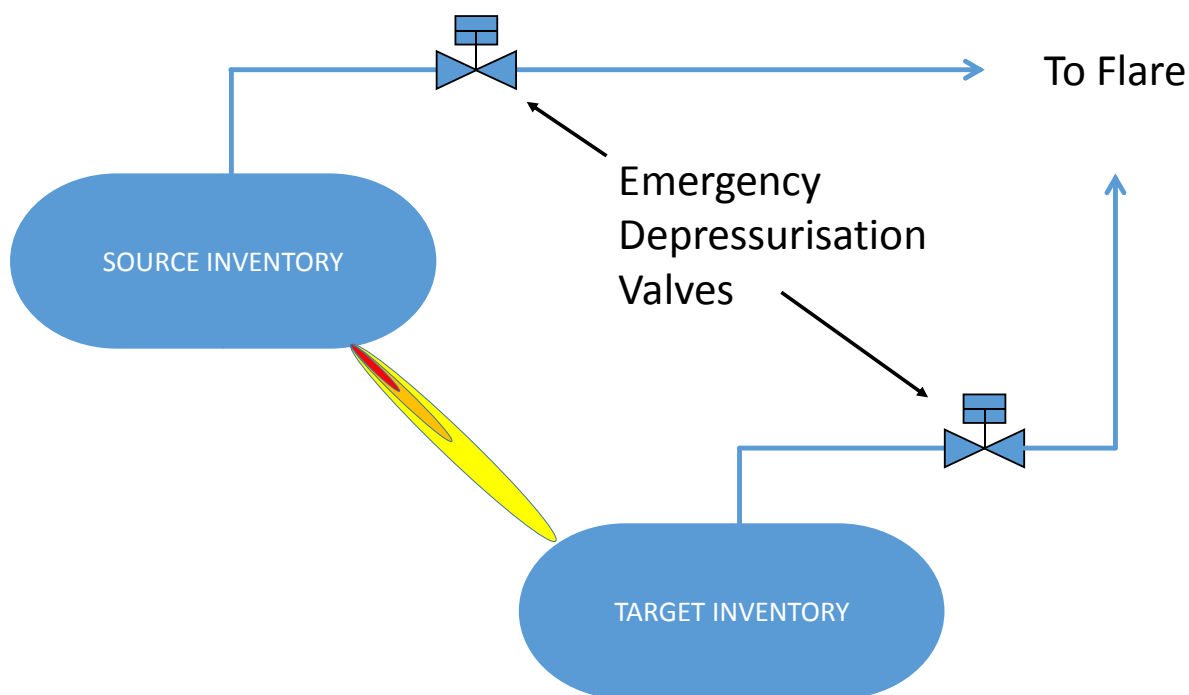 To Flare
Emergency
Depressurisation
Valves
SOURCE INVENTORY
TARGET INVENTORY